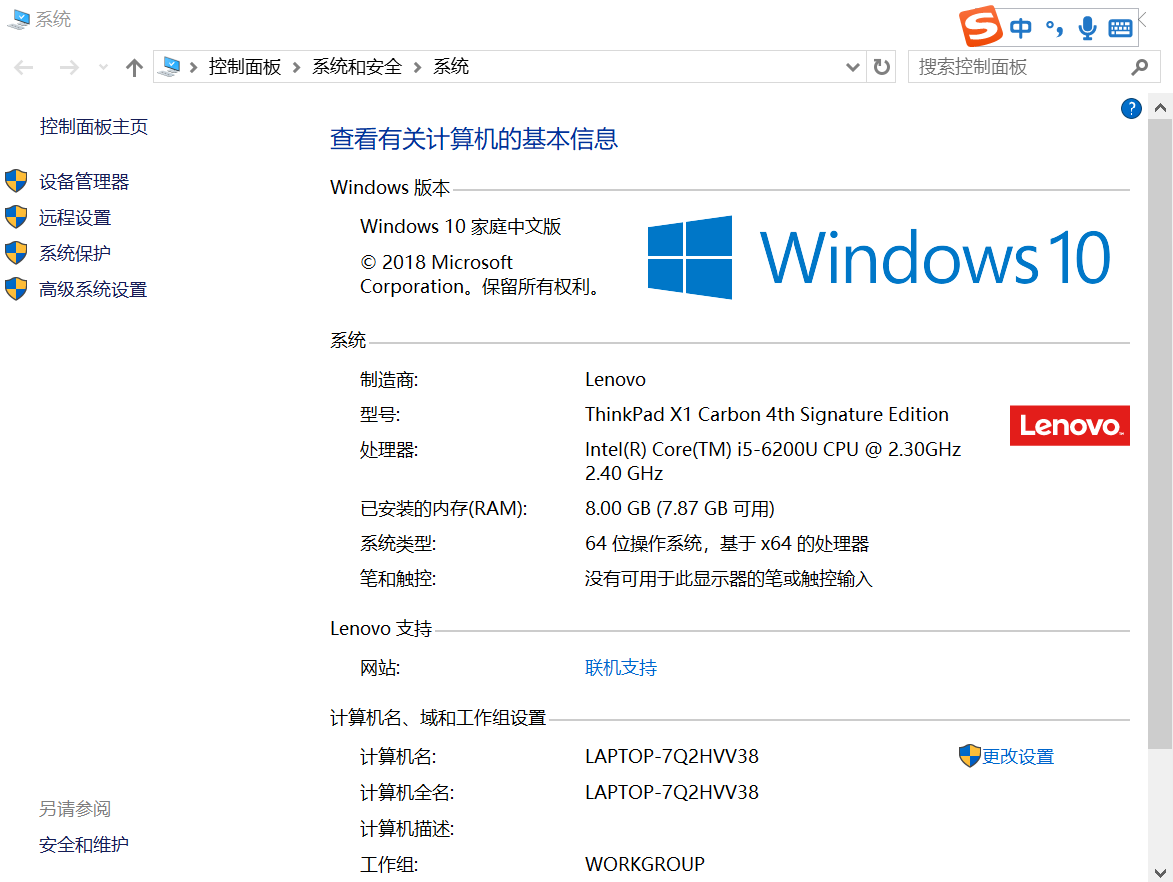 系统
中 °,
控制面板 > 系统和安全 > 系统
搜索控制面板
?
控制面板主页
设备管理器
远程设置
系统保护
高级系统设置
查看有关计算机的基本信息
Windows 版本
Windows 10 家庭中文版
© 2018 Microsoft
Corporation。保留所有权利。
Windows 10
系统
制造商: Lenovo
型号: ThinkPad X1 Carbon 4th Signature Edition
Lenovo™
处理器: Intel(R) Core(TM) i5-6200U CPU @ 2.30GHz
2.40 GHz
已安装的内存(RAM): 8.00 GB (7.87 GB 可用)
系统类型: 64 位操作系统，基于 x64 的处理器
笔和触控: 没有可用于此显示器的笔或触控输入
Lenovo 支持
网站: 联机支持
计算机名、域和工作组设置
计算机名: LAPTOP-7Q2HVV38 更改设置
计算机全名: LAPTOP-7Q2HVV38
计算机描述:
工作组: WORKGROUP
另请参阅
安全和维护